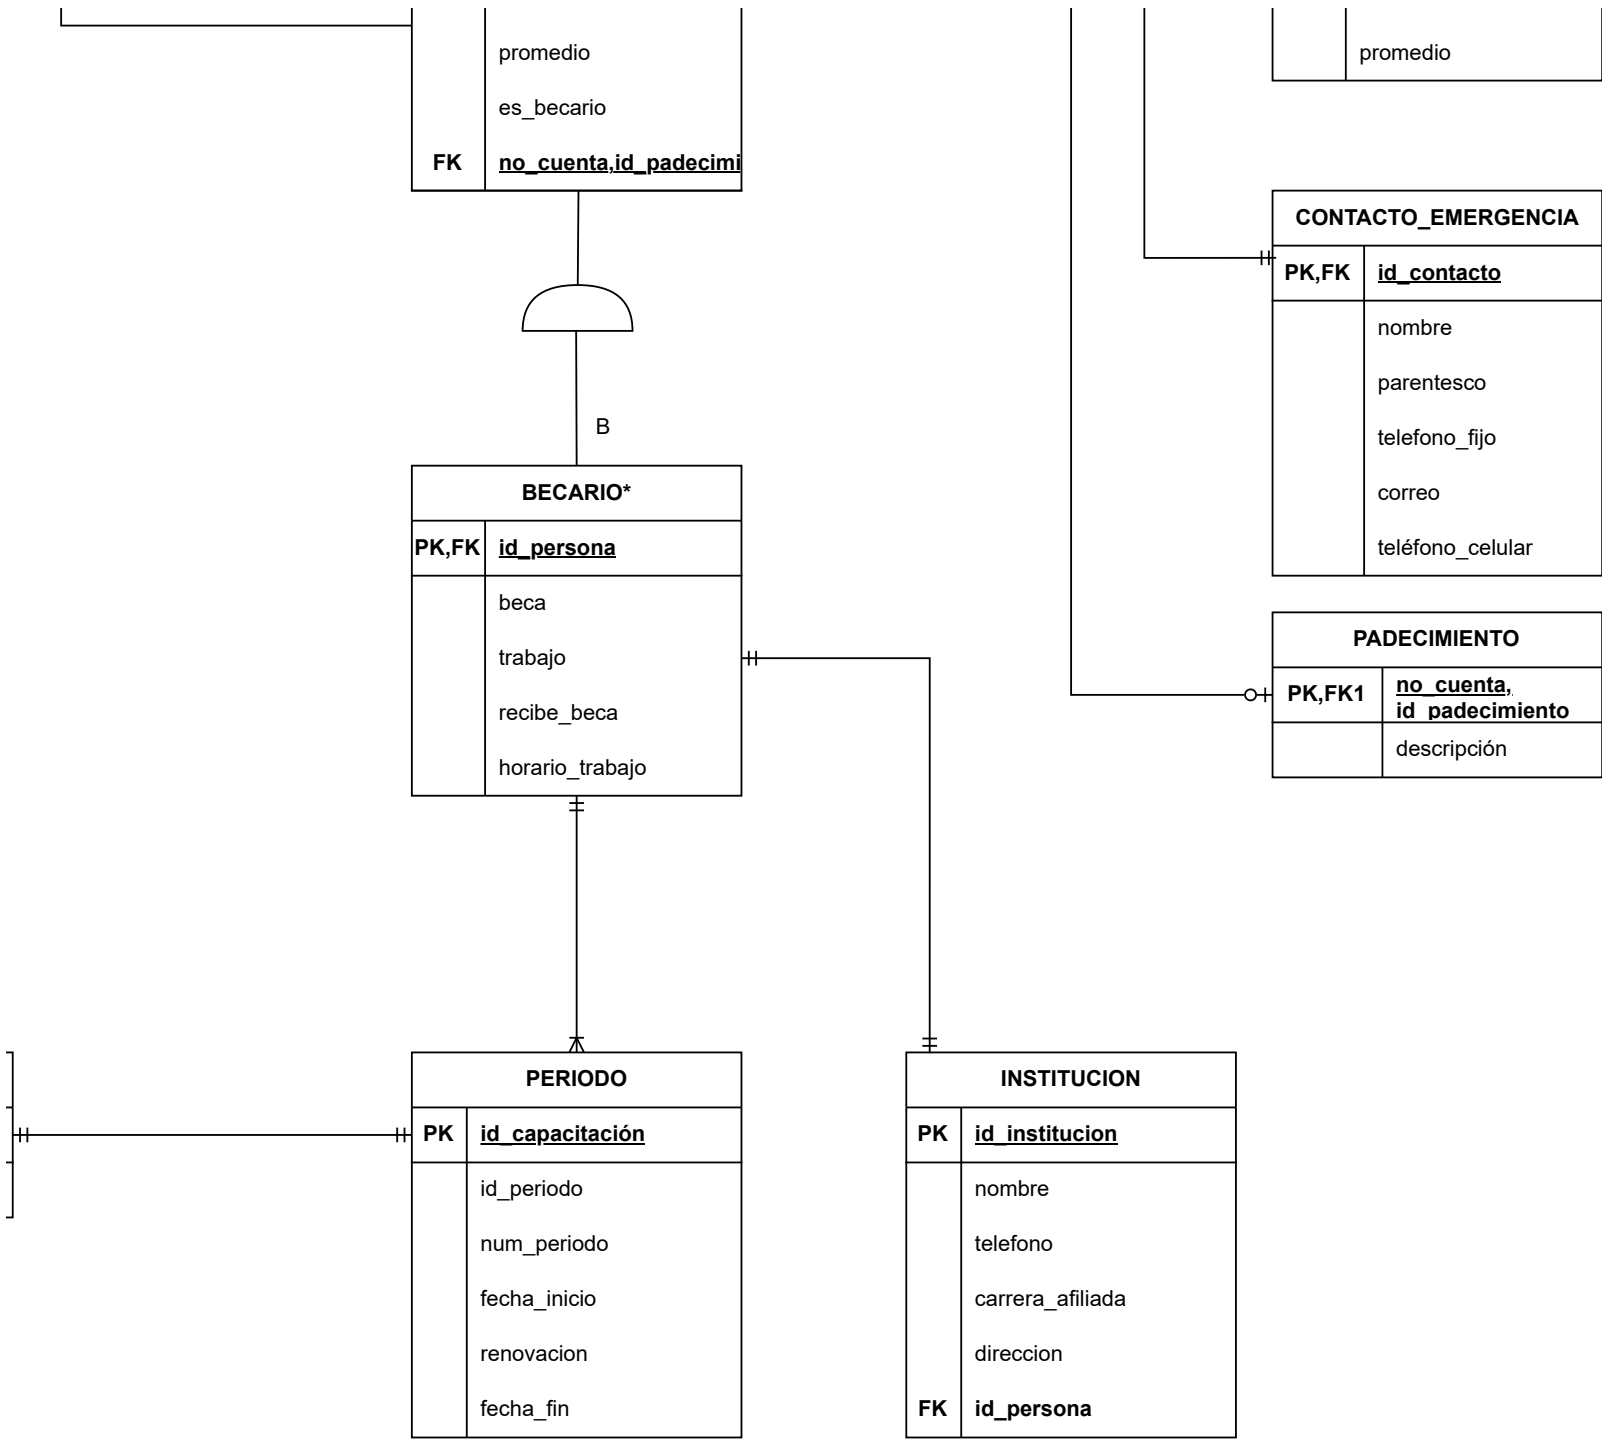 promedio
es_becario
FK no_cuenta,id_padecimi
promedio
CONTACTO_EMERGENCIA
PK,FK id_contacto
nombre
parentesco
telefono_fijo
correo
teléfono_celular
B
BECARIO*
PK,FK id_persona
beca
trabajo
recibe_beca
horario_trabajo
PADECIMIENTO
PK,FK1 no_cuenta,
id_padecimiento
descripción
PERIODO
PK id_capacitación
id_periodo
num_periodo
fecha_inicio
renovacion
fecha_fin
INSTITUCION
PK id_institucion
nombre
telefono
carrera_afiliada
direccion
FK id_persona